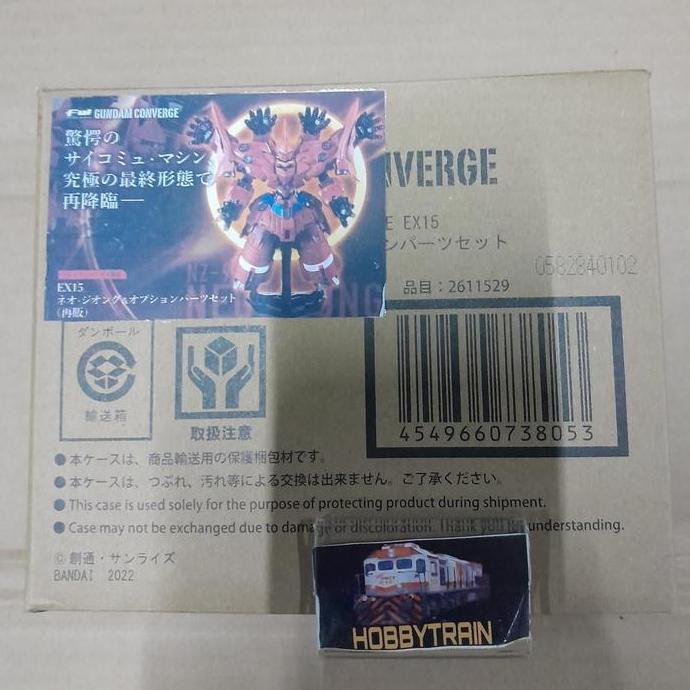 FW GUNDAM CONVERGE
驚愕の
サイコミュ・マシン
究極の最終形態で
再降臨―
EX15
ネオ・ジオング&オプションパーツセット
(再販)
NVERGE
E EX15
ンパーツセット
0582840102
品目:2611529
4549660738053
ダンボール
輸送箱
取扱注意
●本ケースは、商品輸送用の保護梱包材です。
●本ケースは、つぶれ、汚れ等による交換は出来ません。ご了承ください。
●This case is used solely for the purpose of protecting product during shipment.
●Case may not be exchanged due to damage or discoloration. Thank you for understanding.
©創通・サンライズ
BANDAI 2022
HOBBYTRAIN